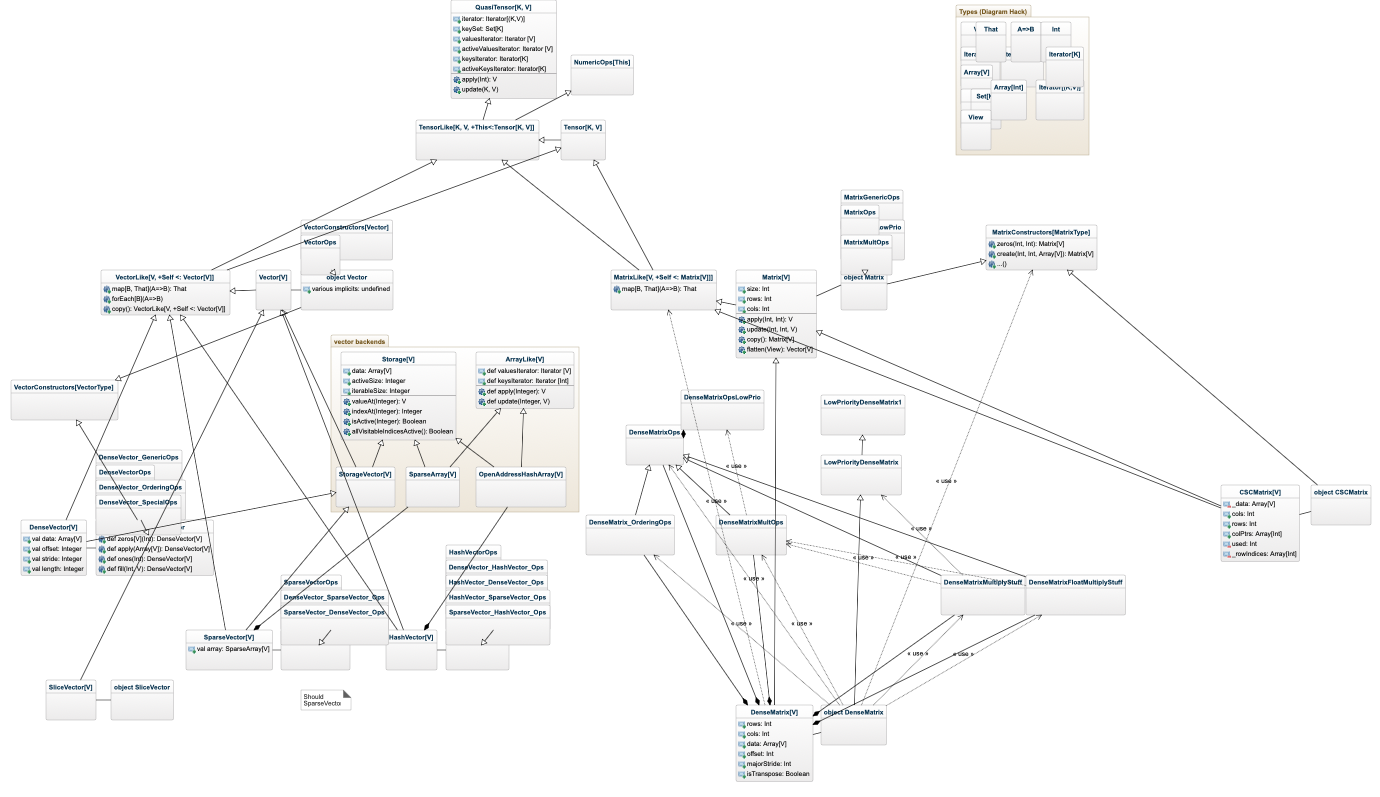 QuasiTensor[K, V]
iterator: Iterator[(K,V)]
keySet: Set[K]
valuesIterator: Iterator [V]
activeValuesIterator: Iterator [V]
keysIterator: Iterator[K]
activeKeysIterator: Iterator[K]
apply(Int): V
update(K, V)
NumericOps[This]
TensorLike[K, V, +This<:Tensor[K, V]]
Tensor[K, V]
Types (Diagram Hack)
That
A=>B
Int
Iterator[K]
Array[V]
Array[Int]
Iterator[(K,V)]
View
VectorConstructors[Vector]
VectorOps
object Vector
various implicits: undefined
VectorLike[V, +Self <: Vector[V]]
map[B, That](A=>B): That
forEach[B](A=>B)
copy(): VectorLike[V, +Self <: Vector[V]]
Vector[V]
MatrixLike[V, +Self <: Matrix[V]]]
map[B, That](A=>B): That
Matrix[V]
size: Int
rows: Int
cols: Int
apply(Int, Int): V
update(Int, Int, V)
copy(): Matrix[V]
flatten(View): Vector[V]
MatrixGenericOps
MatrixOps
owPrio
MatrixMultOps
object Matrix
MatrixConstructors[MatrixType]
zeros(Int, Int): Matrix[V]
create(Int, Int, Array[V]): Matrix[V]
...()
vector backends
Storage[V]
data: Array[V]
activeSize: Integer
iterableSize: Integer
valueAt(Integer): V
indexAt(Integer): Integer
isActive(Integer): Boolean
allVisitableIndicesActive(): Boolean
ArrayLike[V]
def valuesIterator: Iterator [V]
def keysIterator: Iterator [Int]
def apply(Integer): V
def update(Integer, V)
StorageVector[V]
SparseArray[V]
OpenAddressHashArray[V]
VectorConstructors[VectorType]
DenseVector_GenericOps
DenseVectorOps
DenseVector_OrderingOps
DenseVector_SpecialOps
DenseVector[V]
val data: Array[V]
val offset: Integer
val stride: Integer
val length: Integer
def zeros[V](Int): DenseVector[V]
def apply(Array[V]): DenseVector[V]
def ones(Int): DenseVector[V]
def fill(Int, V): DenseVector[V]
DenseMatrixOpsLowPrio
DenseMatrixOps
LowPriorityDenseMatrix1
LowPriorityDenseMatrix
« use »
« use »
« use »
« use »
« use »
« use »
« use »
« use »
« use »
« use »
« use »
DenseMatrix_OrderingOps
DenseMatrixMultOps
DenseMatrixMultiplyStuff
DenseMatrixFloatMultiplyStuff
CSCMatrix[V]
_data: Array[V]
cols: Int
rows: Int
colPtrs: Array[Int]
used: Int
_rowIndices: Array[Int]
object CSCMatrix
HashVectorOps
DenseVector_HashVector_Ops
HashVector_DenseVector_Ops
HashVector_SparseVector_Ops
SparseVector_HashVector_Ops
SparseVectorOps
DenseVector_SparseVector_Ops
SparseVector_DenseVector_Ops
SparseVector[V]
val array: SparseArray[V]
HashVector[V]
SliceVector[V]
object SliceVector
Should
SparseVecto
DenseMatrix[V]
rows: Int
cols: Int
data: Array[V]
offset: Int
majorStride: Int
isTranspose: Boolean
object DenseMatrix